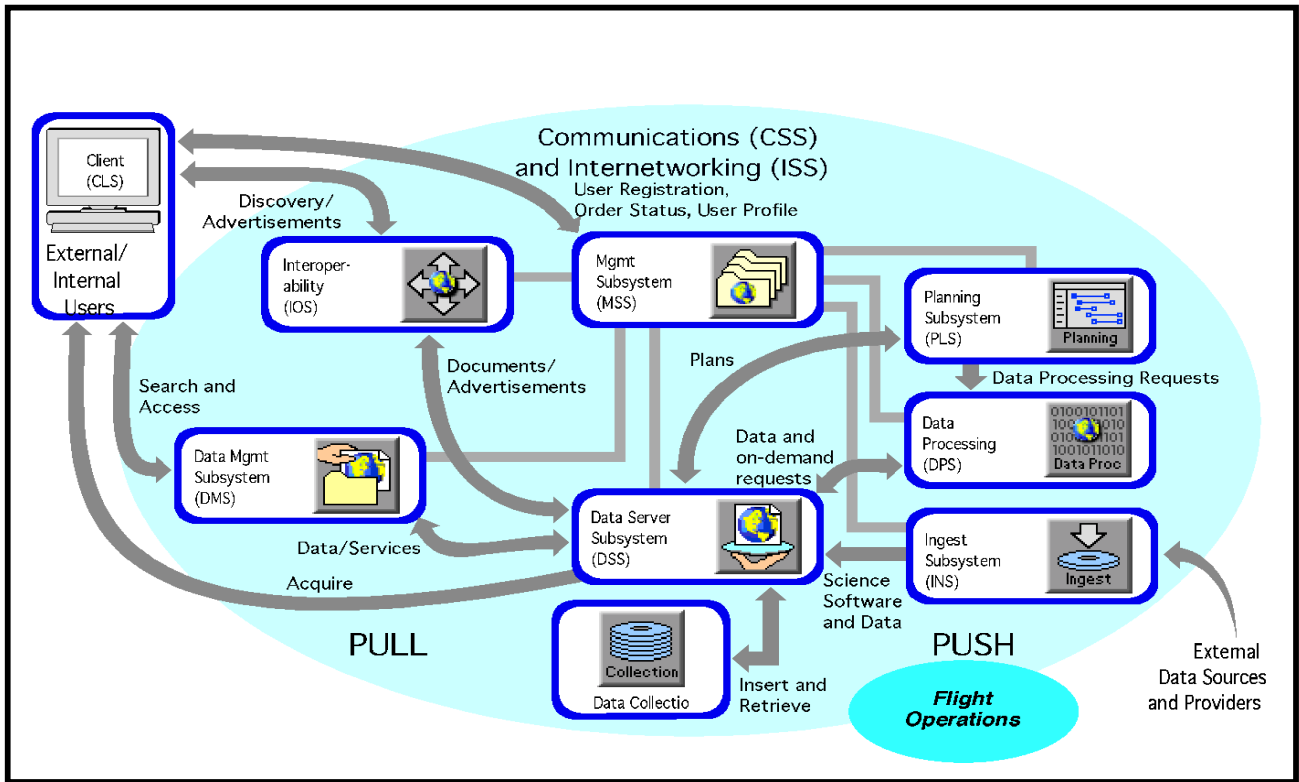 Communications (CSS)
and Internetworking (ISS)
Client
(CLS)
External/
Internal
Users
Discovery/
Advertisements
User Registration,
Order Status, User Profile
Interoper-
ability
(IOS)
Mgmt
Subsystem
(MSS)
Planning
Subsystem
(PLS)
Planning
Plans
Documents/
Advertisements
Data Processing Requests
Search and
Access
Data Mgmt
Subsystem
(DMS)
Data and
on-demand
requests
Data
Processing
(DPS)
0100101101
Data Proc
Data Server
Subsystem
(DSS)
Data/Services
Acquire
Ingest
Subsystem
(INS)
Ingest
Science
Software
and Data
PULL
PUSH
Collection
Data Collectio
Insert and
Retrieve
Flight
Operations
External
Data Sources
and Providers